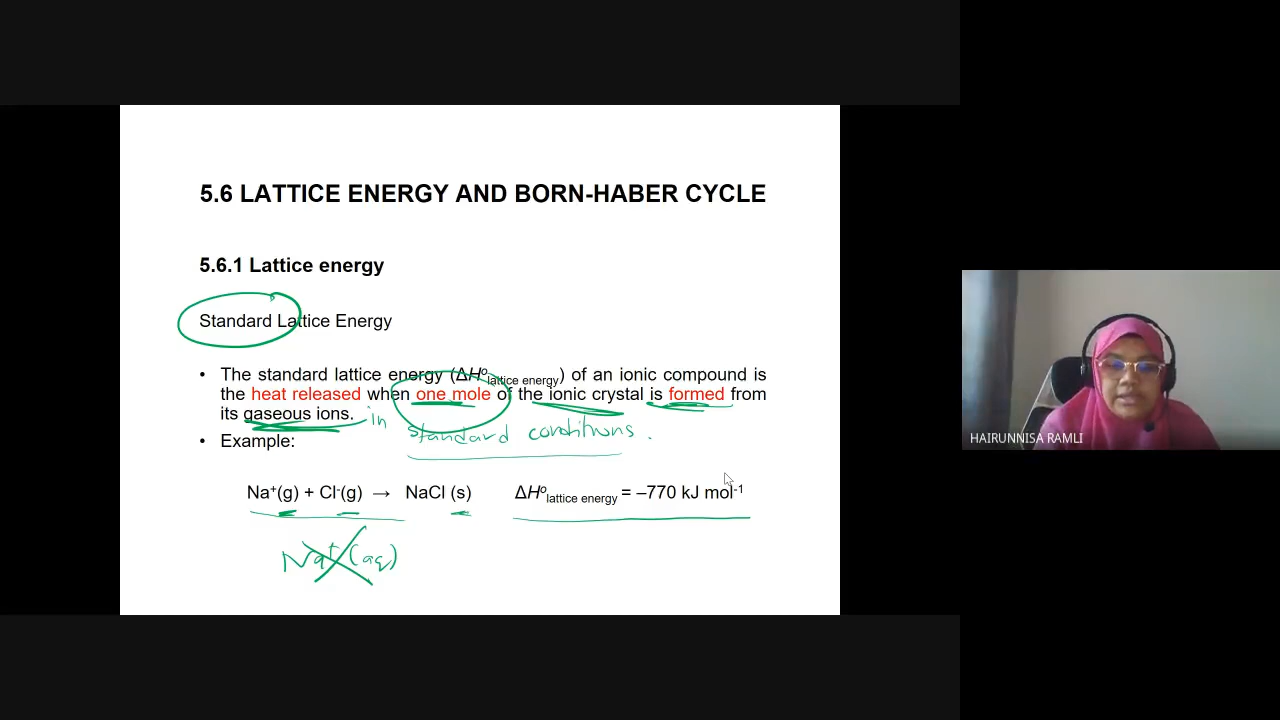 5.6 LATTICE ENERGY AND BORN-HABER CYCLE
5.6.1 Lattice energy
Standard Lattice Energy
• The standard lattice energy (ΔH°lattice energy) of an ionic compound is
the heat released when one mole of the ionic crystal is formed from
its gaseous ions. in standard conditions.
• Example:
Na⁺(g) + Cl⁻(g) → NaCl (s) ΔH°lattice energy = –770 kJ mol⁻¹
Na⁺(aq)
HAIRUNNISA RAMLI